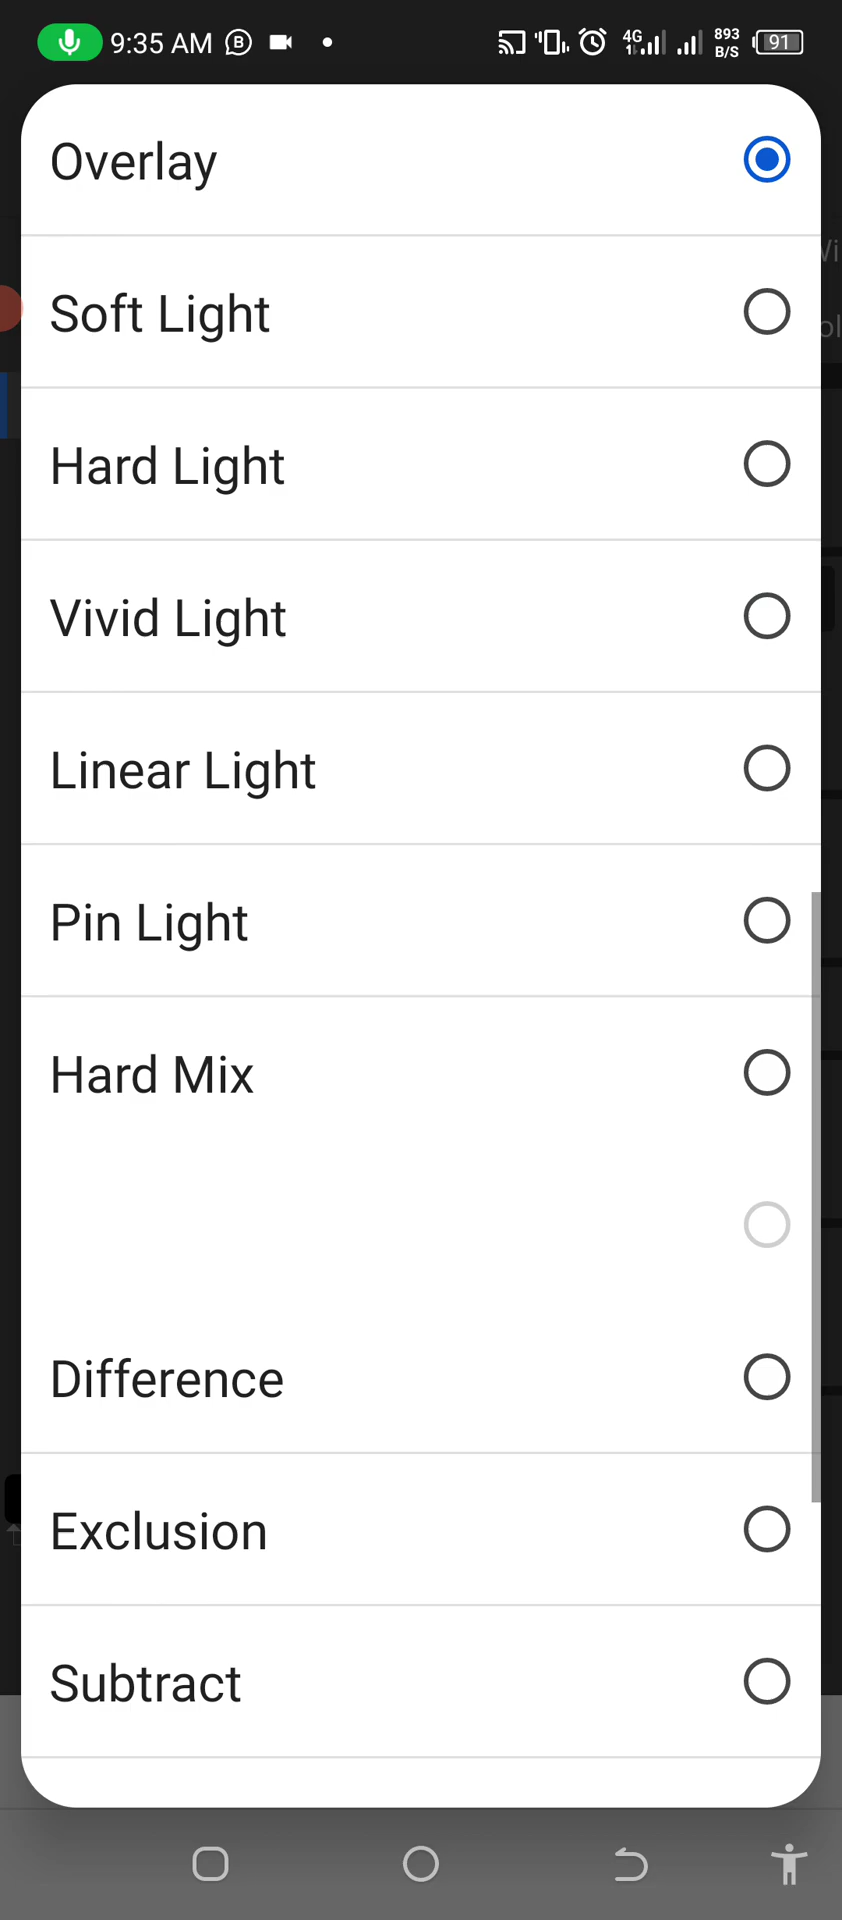 9:35 AM B 4G 893 B/S 91
Overlay
Soft Light
Hard Light
Vivid Light
Linear Light
Pin Light
Hard Mix
Difference
Exclusion
Subtract